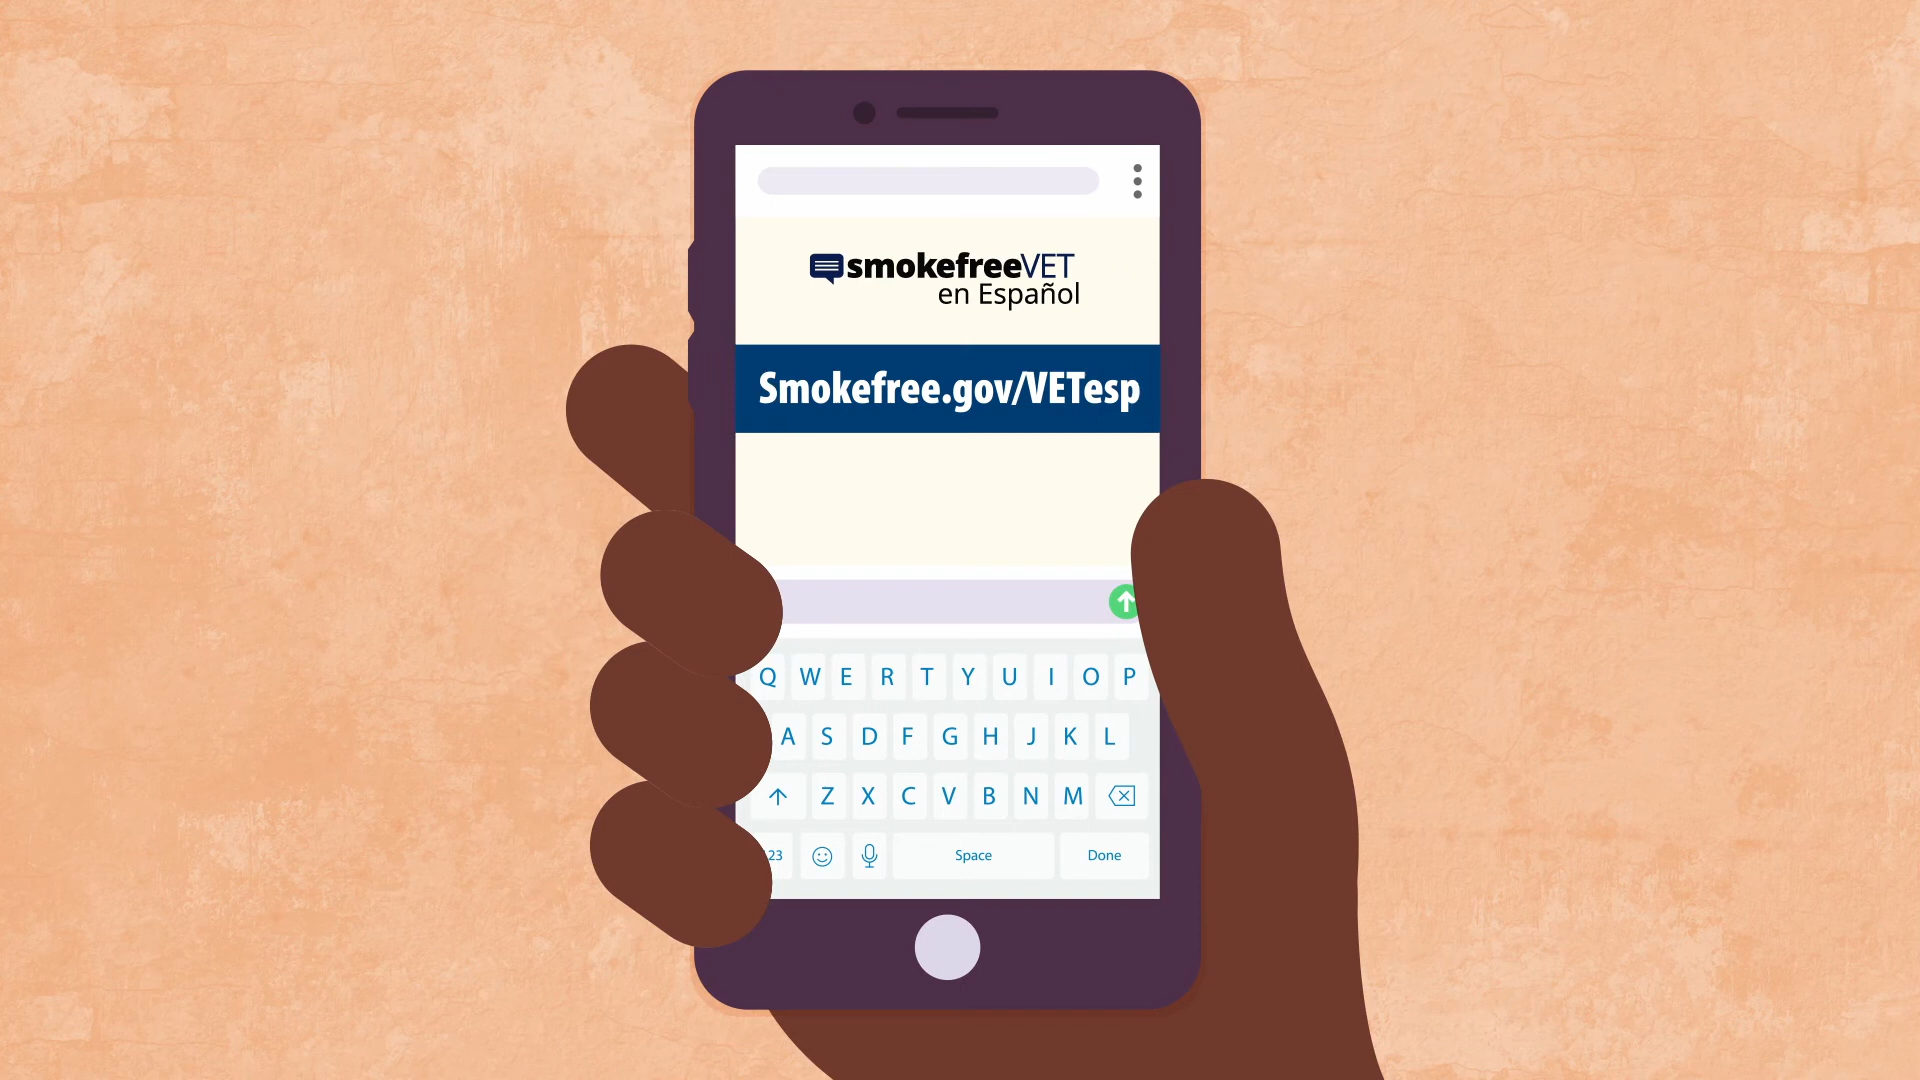 smokefreeVET
en Español
Smokefree.gov/VETesp
Q W E R T Y U I O P
A S D F G H J K L
Z X C V B N M
23 Space Done